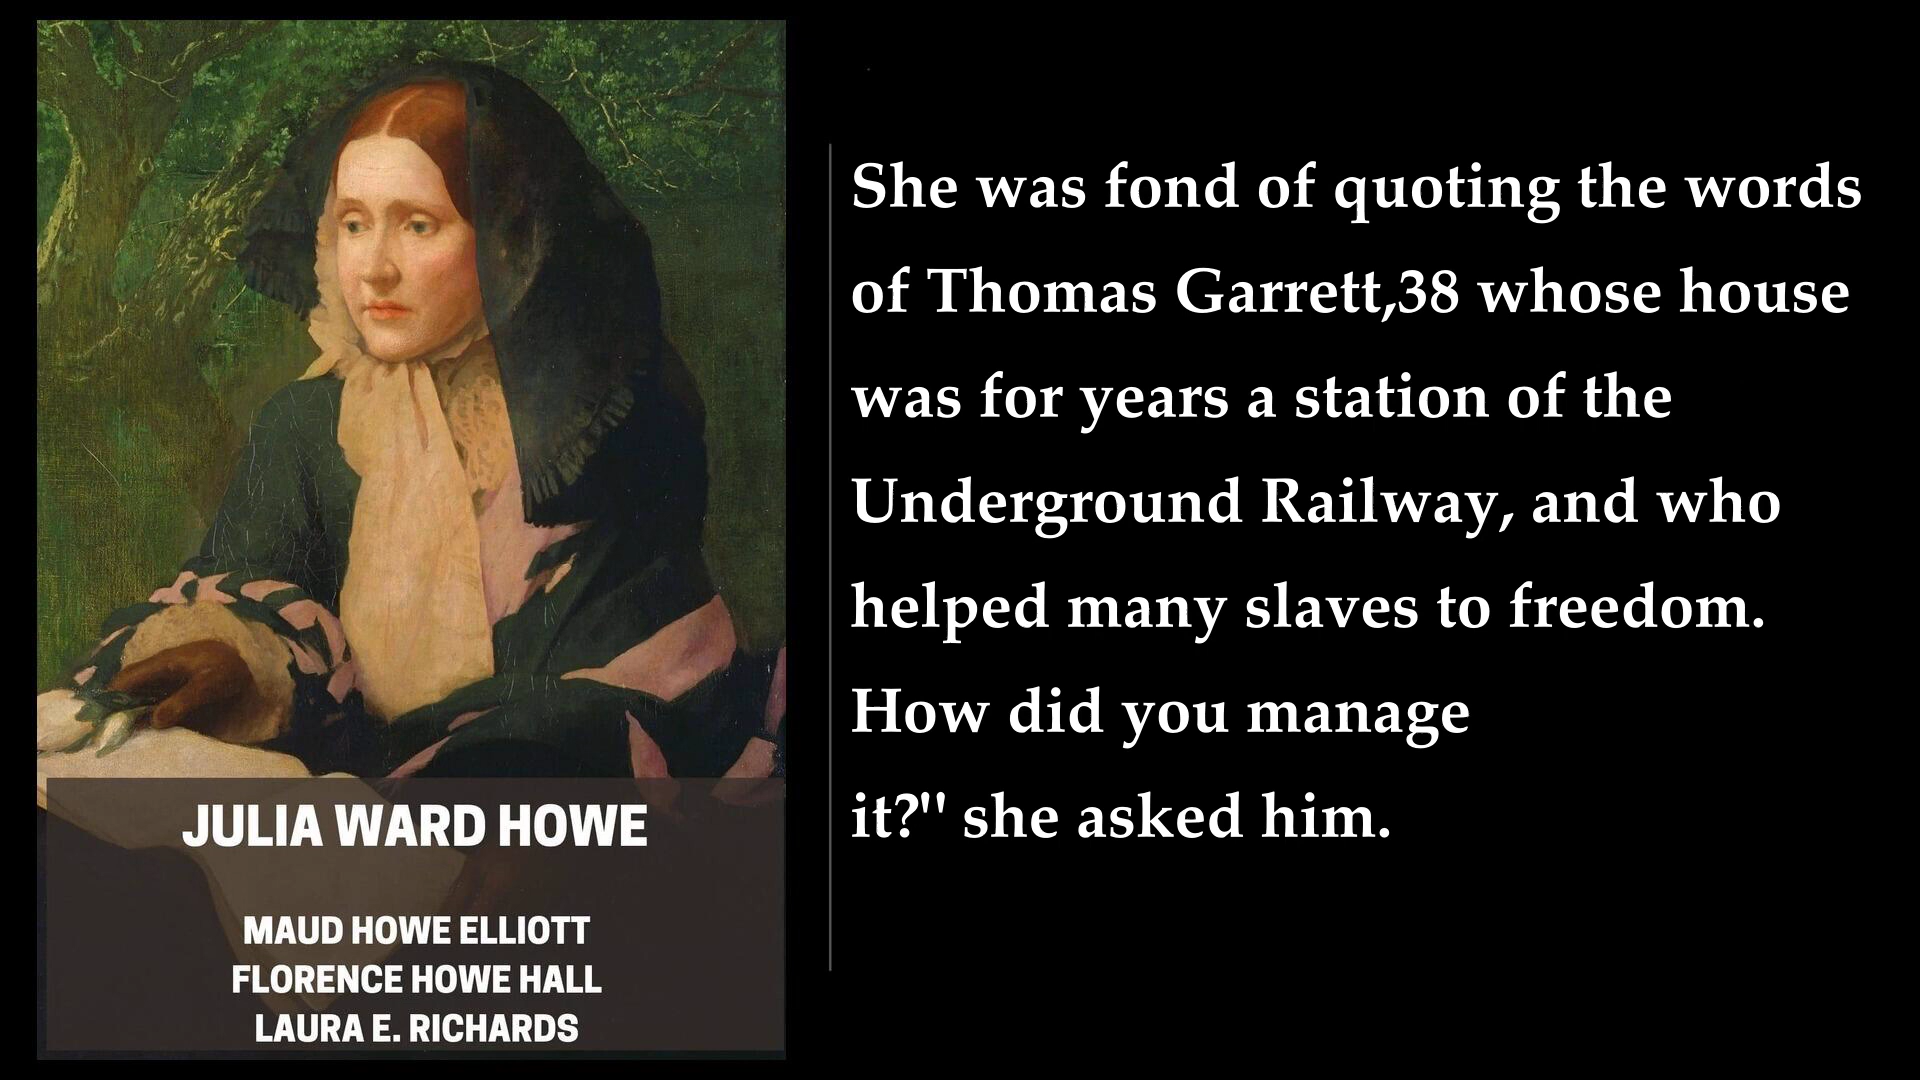 JULIA WARD HOWE
MAUD HOWE ELLIOTT
FLORENCE HOWE HALL
LAURA E. RICHARDS
She was fond of quoting the words
of Thomas Garrett,38 whose house
was for years a station of the
Underground Railway, and who
helped many slaves to freedom.
How did you manage
it?" she asked him.